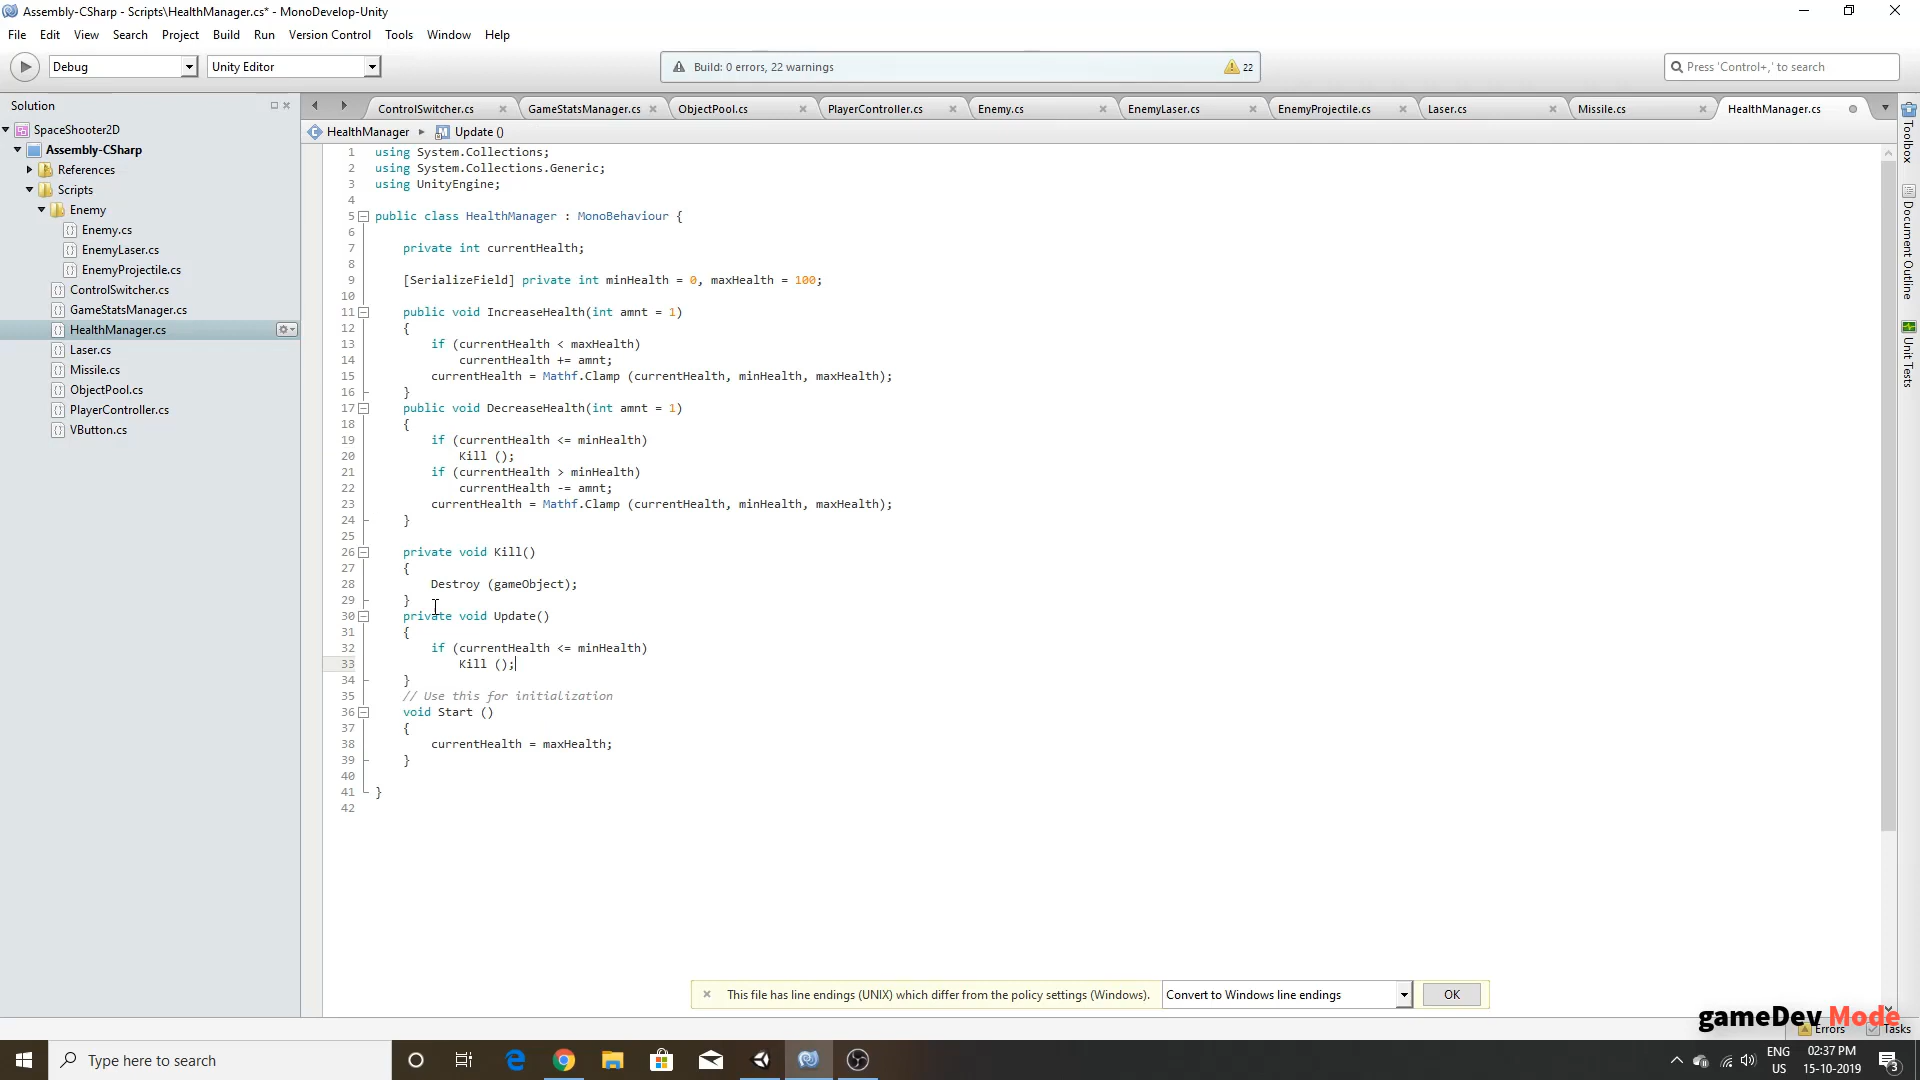 Assembly-CSharp - Scripts\HealthManager.cs* - MonoDevelop-Unity
File Edit View Search Project Build Run Version Control Tools Window Help
Debug Unity Editor Build: 0 errors, 22 warnings 22 Press 'Control+,' to search
Solution
SpaceShooter2D
Assembly-CSharp
References
Scripts
Enemy
Enemy.cs
EnemyLaser.cs
EnemyProjectile.cs
ControlSwitcher.cs
GameStatsManager.cs
HealthManager.cs
Laser.cs
Missile.cs
ObjectPool.cs
PlayerController.cs
VButton.cs
ControlSwitcher.cs GameStatsManager.cs ObjectPool.cs PlayerController.cs Enemy.cs EnemyLaser.cs EnemyProjectile.cs Laser.cs Missile.cs HealthManager.cs
HealthManager Update ()
1 using System.Collections;
2 using System.Collections.Generic;
3 using UnityEngine;
4
5 public class HealthManager : MonoBehaviour {
6
7 private int currentHealth;
8
9 [SerializeField] private int minHealth = 0, maxHealth = 100;
10
11 public void IncreaseHealth(int amnt = 1)
12 {
13 if (currentHealth < maxHealth)
14 currentHealth += amnt;
15 currentHealth = Mathf.Clamp (currentHealth, minHealth, maxHealth);
16 }
17 public void DecreaseHealth(int amnt = 1)
18 {
19 if (currentHealth <= minHealth)
20 Kill ();
21 if (currentHealth > minHealth)
22 currentHealth -= amnt;
23 currentHealth = Mathf.Clamp (currentHealth, minHealth, maxHealth);
24 }
25
26 private void Kill()
27 {
28 Destroy (gameObject);
29 }
30 private void Update()
31 {
32 if (currentHealth <= minHealth)
33 Kill ();
34 }
35 // Use this for initialization
36 void Start ()
37 {
38 currentHealth = maxHealth;
39 }
40
41 }
42
Toolbox
Document Outline
Unit Tests
This file has line endings (UNIX) which differ from the policy settings (Windows). Convert to Windows line endings OK
gameDev Mode
Errors Tasks
Type here to search
ENG
US
02:37 PM
15-10-2019
3